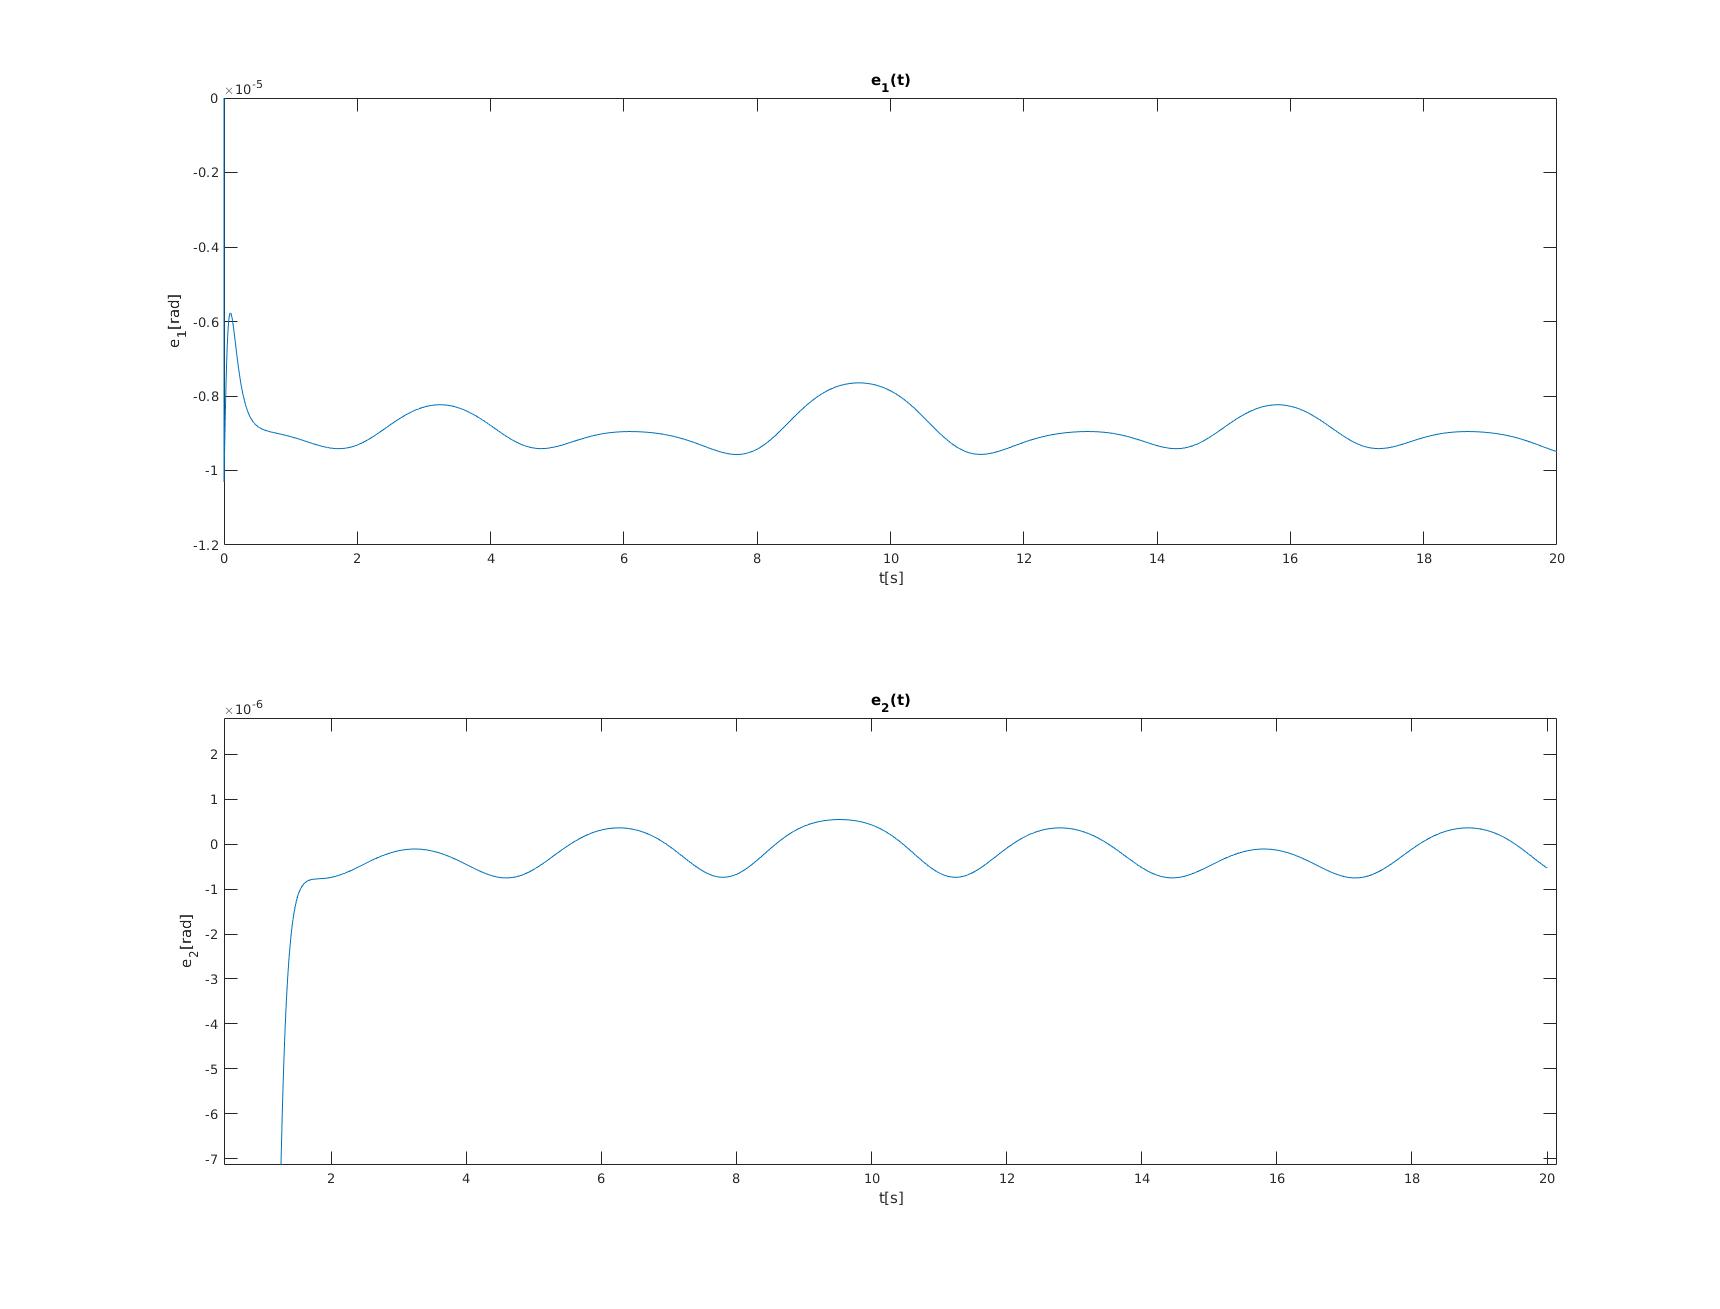 e₁(t)
×10⁻⁵
0
-0.2
-0.4
-0.6
-0.8
-1
-1.2
e₁[rad]
0 2 4 6 8 10 12 14 16 18 20
t[s]
e₂(t)
×10⁻⁶
2
1
0
-1
-2
-3
-4
-5
-6
-7
e₂[rad]
2 4 6 8 10 12 14 16 18 20
t[s]